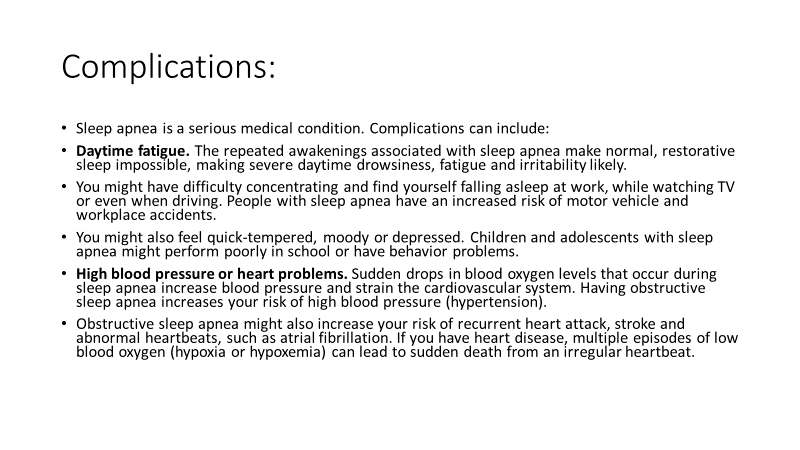 Complications:
• Sleep apnea is a serious medical condition. Complications can include:
• Daytime fatigue. The repeated awakenings associated with sleep apnea make normal, restorative
sleep impossible, making severe daytime drowsiness, fatigue and irritability likely.
• You might have difficulty concentrating and find yourself falling asleep at work, while watching TV
or even when driving. People with sleep apnea have an increased risk of motor vehicle and
workplace accidents.
• You might also feel quick-tempered, moody or depressed. Children and adolescents with sleep
apnea might perform poorly in school or have behavior problems.
• High blood pressure or heart problems. Sudden drops in blood oxygen levels that occur during
sleep apnea increase blood pressure and strain the cardiovascular system. Having obstructive
sleep apnea increases your risk of high blood pressure (hypertension).
• Obstructive sleep apnea might also increase your risk of recurrent heart attack, stroke and
abnormal heartbeats, such as atrial fibrillation. If you have heart disease, multiple episodes of low
blood oxygen (hypoxia or hypoxemia) can lead to sudden death from an irregular heartbeat.